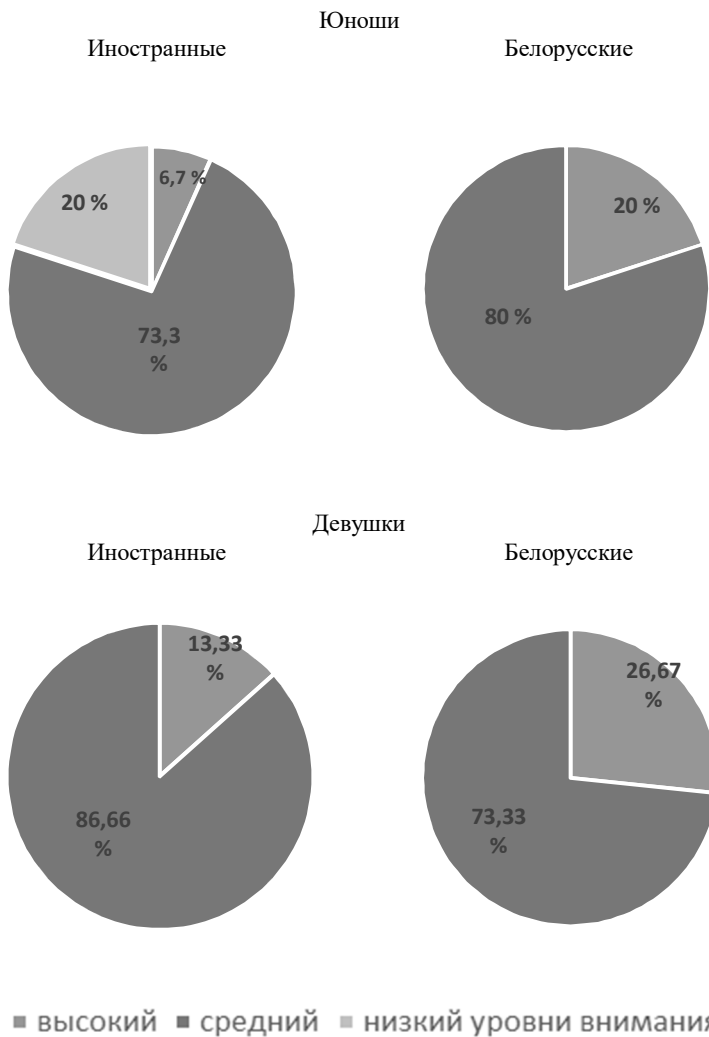 Юноши
Иностранные
Белорусские
6,7 %
20 %
73,3
%
20 %
80 %
Девушки
Иностранные
Белорусские
13,33
%
86,66
%
26,67
%
73,33
%
высокий средний низкий уровни внимания